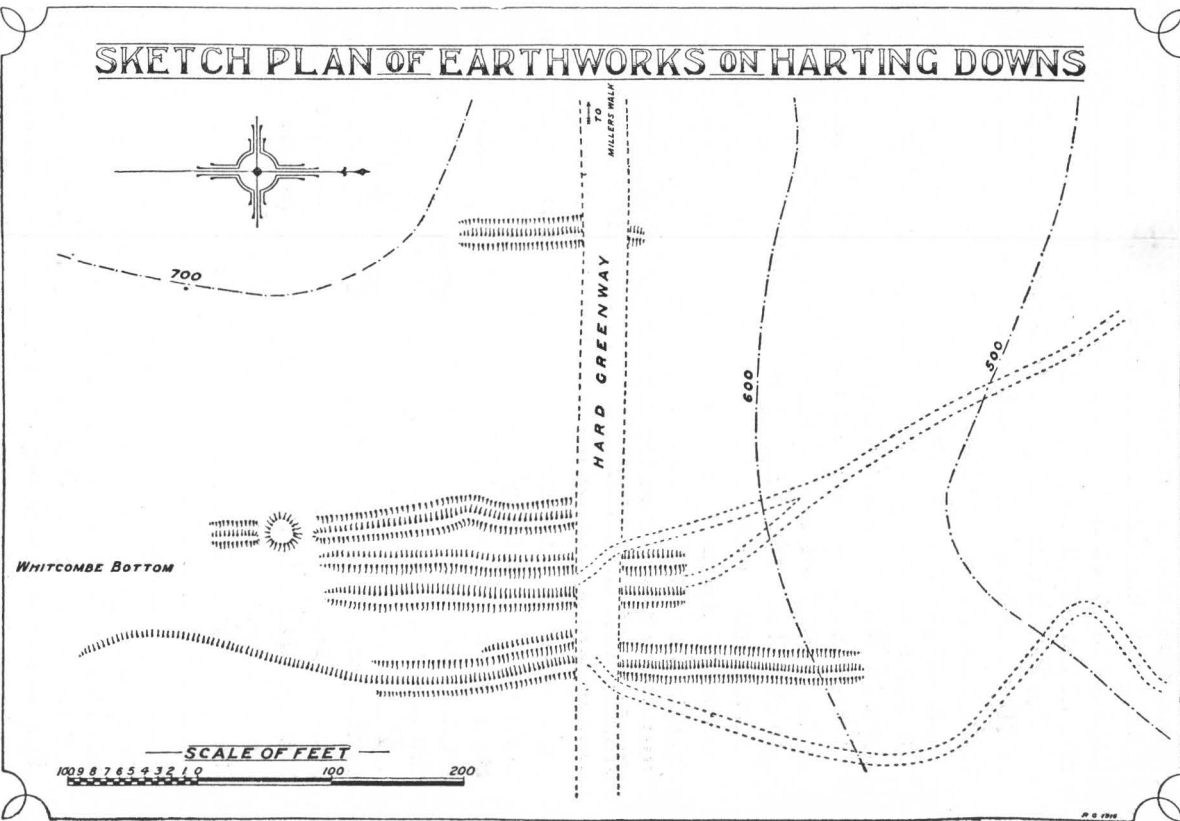 SKETCH PLAN OF EARTHWORKS ON HARTING DOWNS
TO
MILLERS WALK
700
HARD GREENWAY
600
500
WHITCOMBE BOTTOM
SCALE OF FEET
100 9 8 7 6 5 4 3 2 1 0 100 200